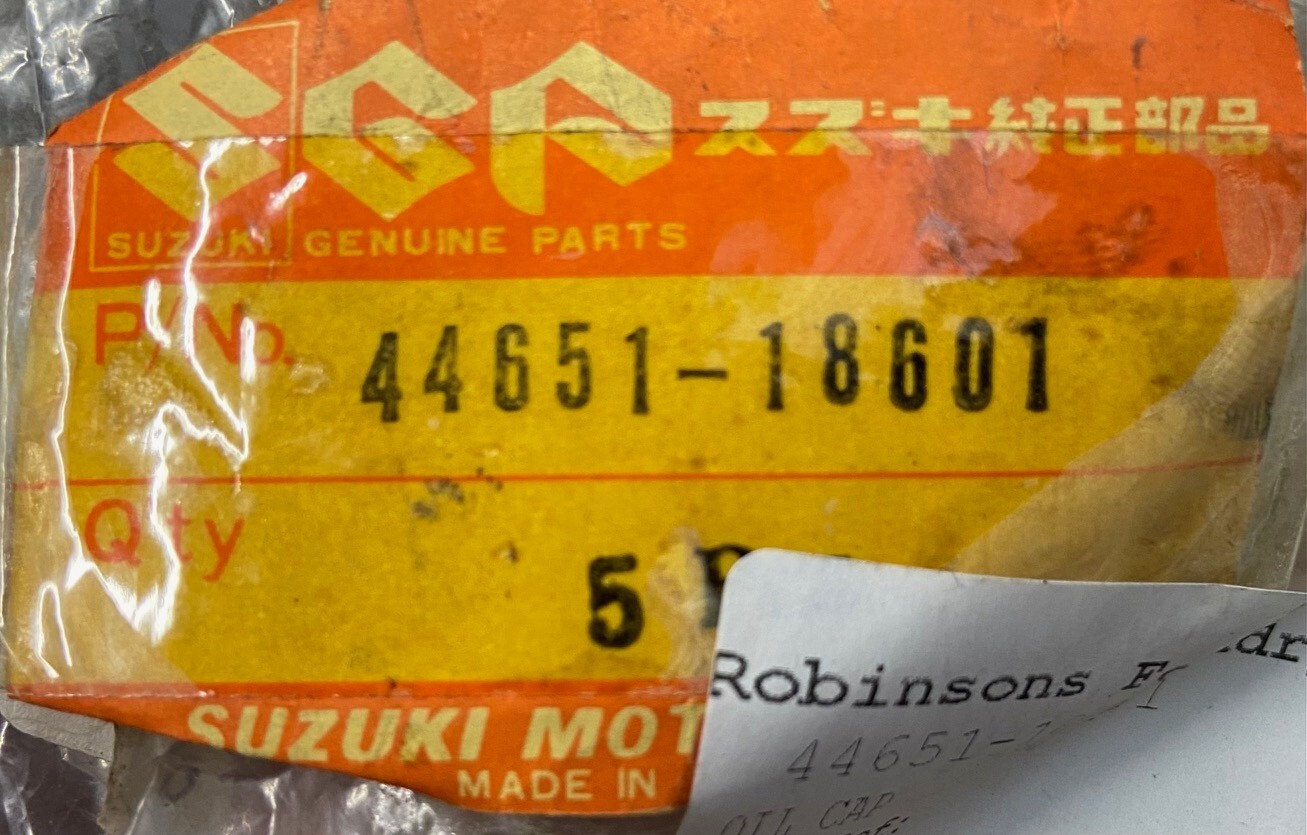 SGP スズキ純正部品
SUZUKI GENUINE PARTS
P/No. 44651-18601
Qty
5
SUZUKI MOT
MADE IN
Robinsons
44651-
OIL CAP